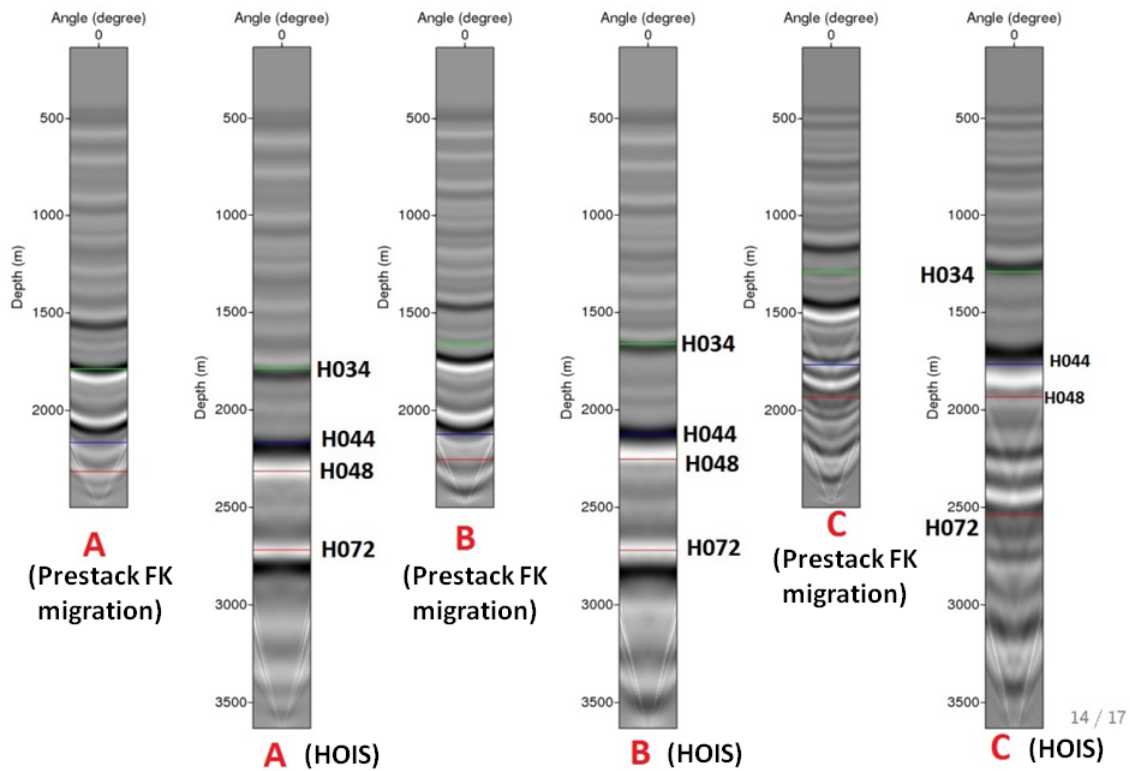 Angle (degree)
0
Depth (m)
500
1000
1500
2000
A
(Prestack FK
migration)
Angle (degree)
0
Depth (m)
500
1000
1500
2000
2500
3000
3500
H034
H044
H048
H072
A (HOIS)
Angle (degree)
0
Depth (m)
500
1000
1500
2000
B
(Prestack FK
migration)
Angle (degree)
0
Depth (m)
500
1000
1500
2000
2500
3000
3500
H034
H044
H048
H072
B (HOIS)
Angle (degree)
0
Depth (m)
500
1000
1500
2000
C
(Prestack FK
migration)
Angle (degree)
0
Depth (m)
500
1000
1500
2000
2500
3000
3500
H034
H044
H048
H072
C (HOIS)
14 / 17